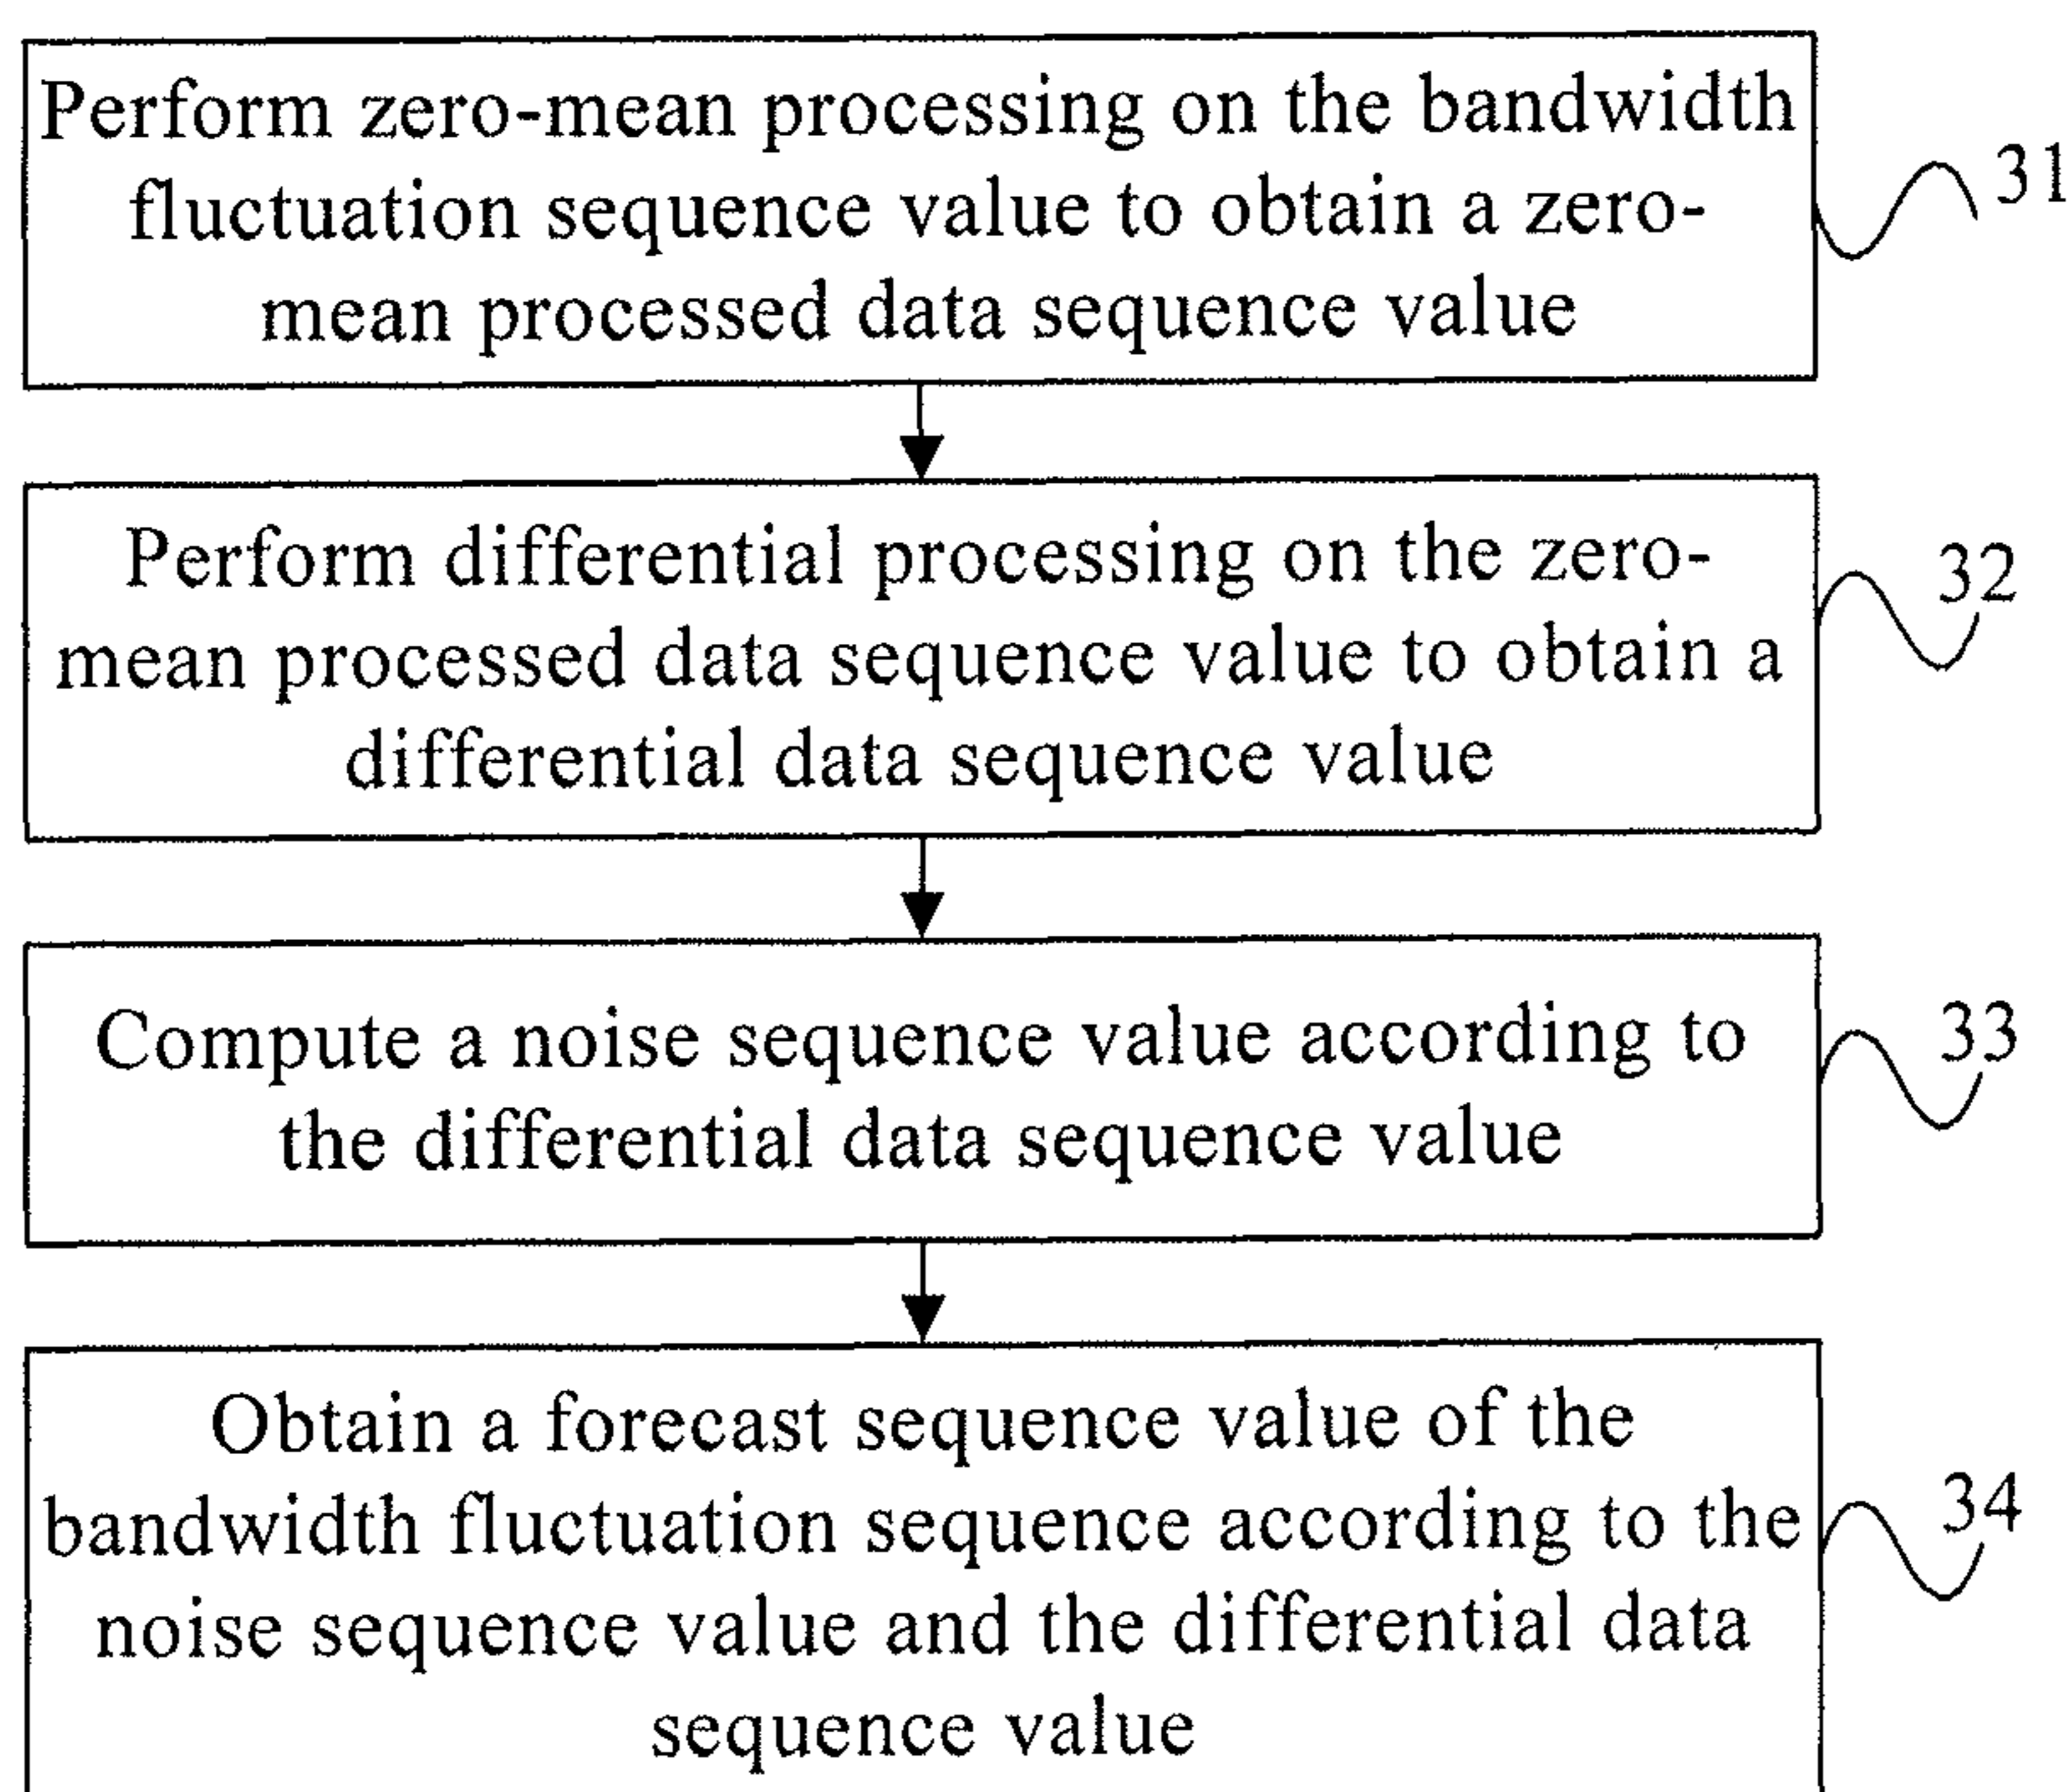 Perform zero-mean processing on the bandwidth
fluctuation sequence value to obtain a zero-
mean processed data sequence value
31
Perform differential processing on the zero-
mean processed data sequence value to obtain a
differential data sequence value
32
Compute a noise sequence value according to
the differential data sequence value
33
Obtain a forecast sequence value of the
bandwidth fluctuation sequence according to the
noise sequence value and the differential data
sequence value
34